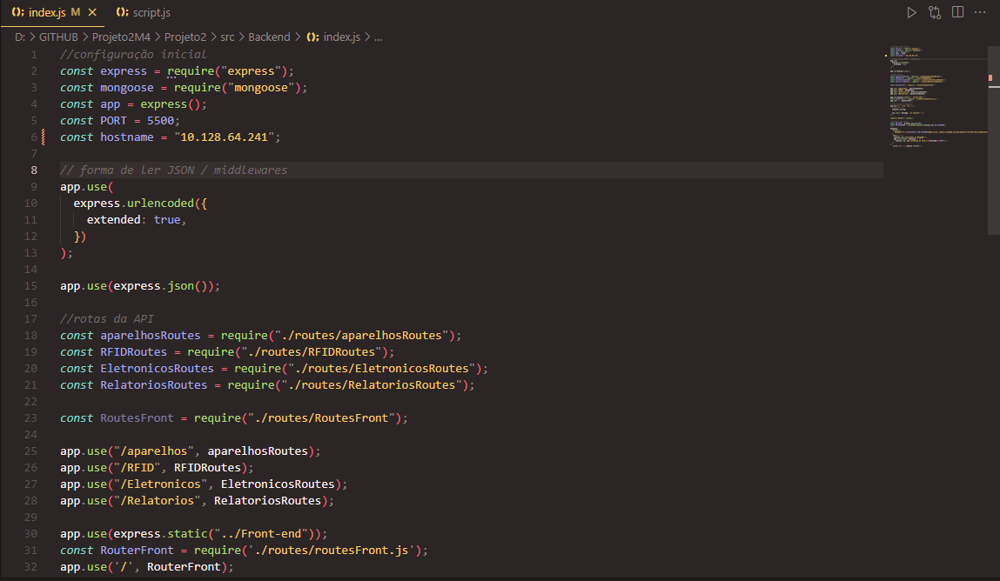 index.js M
script.js
D: > GITHUB > Projeto2M4 > Projeto2 > src > Backend > index.js > ...
1 //configuração inicial
2 const express = require("express");
3 const mongoose = require("mongoose");
4 const app = express();
5 const PORT = 5500;
6 const hostname = "10.128.64.241";
7
8 // forma de ler JSON / middlewares
9 app.use(
10   express.urlencoded({
11     extended: true,
12   })
13 );
14
15 app.use(express.json());
16
17 //rotas da API
18 const aparelhosRoutes = require("./routes/aparelhosRoutes");
19 const RFIDRoutes = require("./routes/RFIDRoutes");
20 const EletronicosRoutes = require("./routes/EletronicosRoutes");
21 const RelatoriosRoutes = require("./routes/RelatoriosRoutes");
22
23 const RoutesFront = require("./routes/RoutesFront");
24
25 app.use("/aparelhos", aparelhosRoutes);
26 app.use("/RFID", RFIDRoutes);
27 app.use("/Eletronicos", EletronicosRoutes);
28 app.use("/Relatorios", RelatoriosRoutes);
29
30 app.use(express.static("../Front-end"));
31 const RouterFront = require('./routes/routesFront.js');
32 app.use('/', RouterFront);